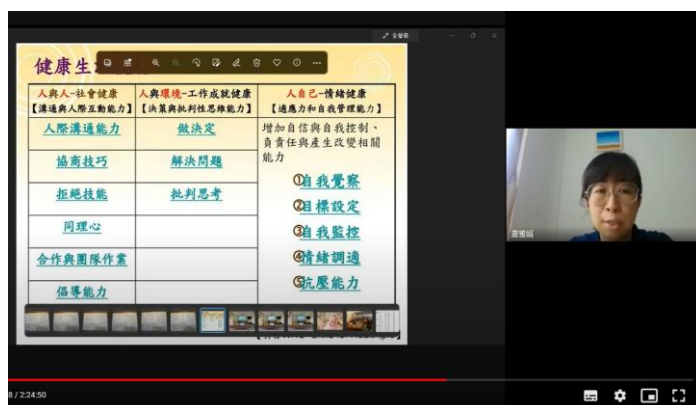 全螢幕
健康生
人與人-社會健康
【溝通與人際互動能力】
人與環境-工作成就健康
【決策與批判性思維能力】
人自己-情緒健康
【適應力和自我管理能力】
人際溝通能力
做決定
增加自信與自我控制、
負責任與產生改變相關
能力
協商技巧
解決問題
①自我覺察
拒絕技能
批判思考
②目標設定
同理心
③自我監控
合作與團隊作業
④情緒調適
倡導能力
⑤抗壓能力
8 / 2:24:50